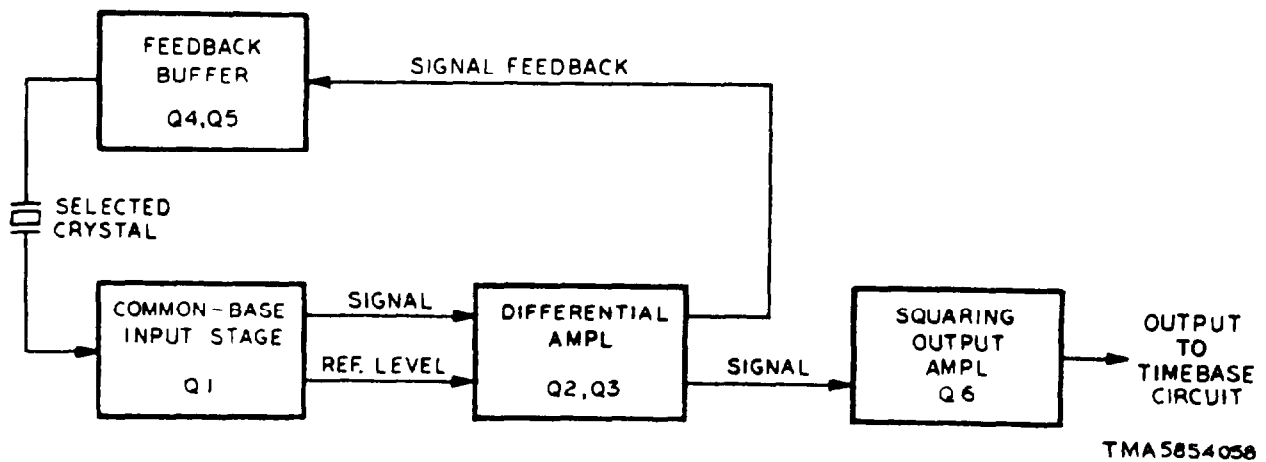 FEEDBACK
BUFFER
Q4,Q5
SIGNAL FEEDBACK
SELECTED
CRYSTAL
COMMON-BASE
INPUT STAGE
Q1
SIGNAL
REF. LEVEL
DIFFERENTIAL
AMPL
Q2,Q3
SIGNAL
SQUARING
OUTPUT
AMPL
Q6
OUTPUT
TO
TIMEBASE
CIRCUIT
TMA5854058